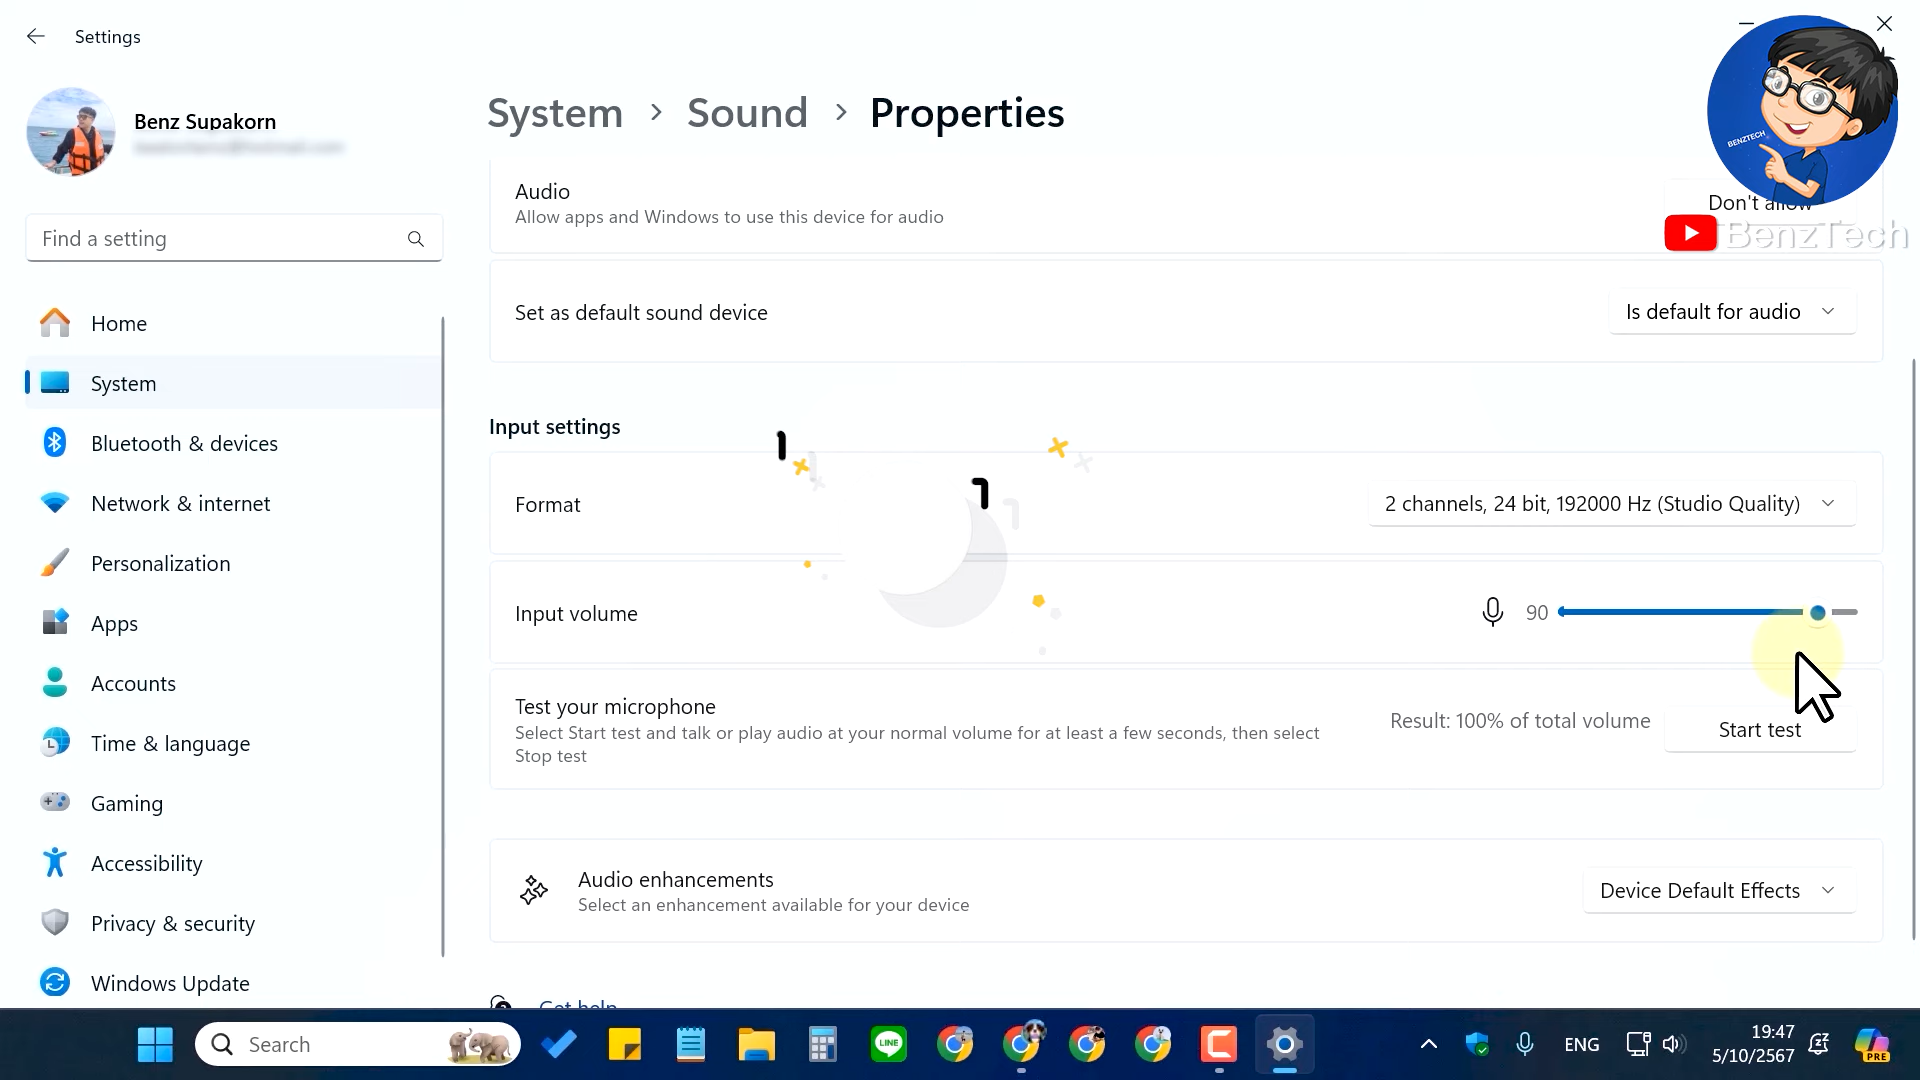 Settings
Benz Supakorn
Find a setting
Home
System
Bluetooth & devices
Network & internet
Personalization
Apps
Accounts
Time & language
Gaming
Accessibility
Privacy & security
Windows Update
System > Sound > Properties
BENZTECH
BenzTech
Audio
Allow apps and Windows to use this device for audio
Don't allow
Set as default sound device
Is default for audio
Input settings
Format
2 channels, 24 bit, 192000 Hz (Studio Quality)
Input volume
90
Test your microphone
Select Start test and talk or play audio at your normal volume for at least a few seconds, then select
Stop test
Result: 100% of total volume
Start test
Audio enhancements
Select an enhancement available for your device
Device Default Effects
Get help
Search
LINE
ENG
19:47
5/10/2567
PRE